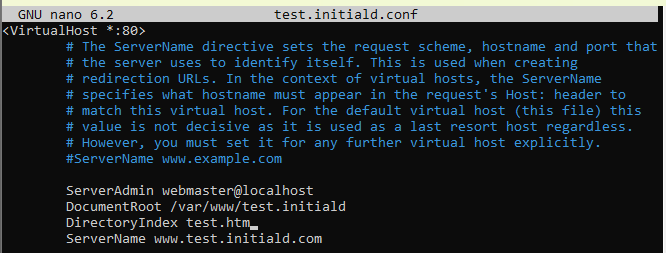 GNU nano 6.2 test.initiald.conf
<VirtualHost *:80>
# The ServerName directive sets the request scheme, hostname and port that
# the server uses to identify itself. This is used when creating
# redirection URLs. In the context of virtual hosts, the ServerName
# specifies what hostname must appear in the request's Host: header to
# match this virtual host. For the default virtual host (this file) this
# value is not decisive as it is used as a last resort host regardless.
# However, you must set it for any further virtual host explicitly.
#ServerName www.example.com
ServerAdmin webmaster@localhost
DocumentRoot /var/www/test.initiald
DirectoryIndex test.htm
ServerName www.test.initiald.com